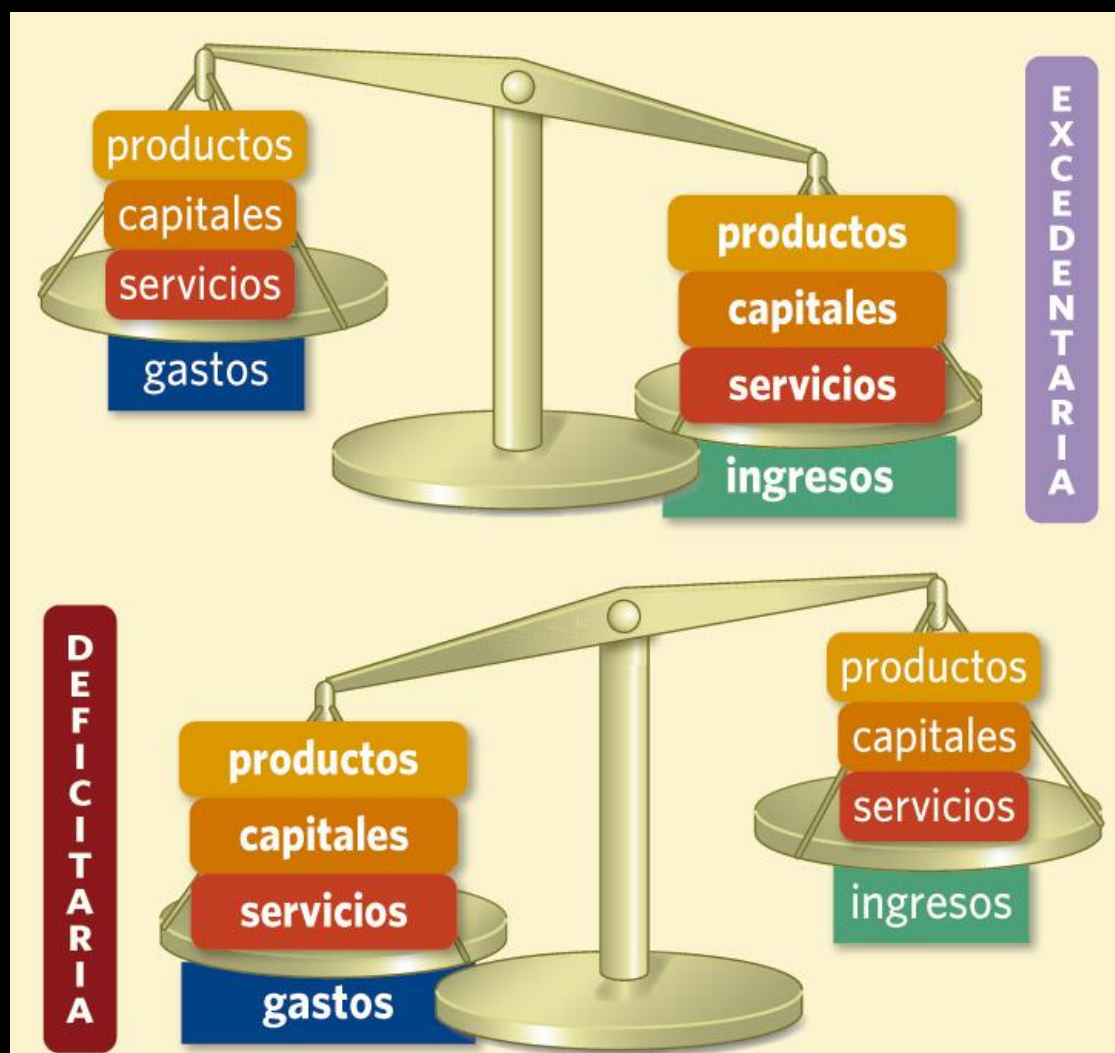 productos
capitales
servicios
gastos
productos
capitales
servicios
ingresos
EXCEDENTARIA
DEFICITARIA
productos
capitales
servicios
gastos
productos
capitales
servicios
ingresos